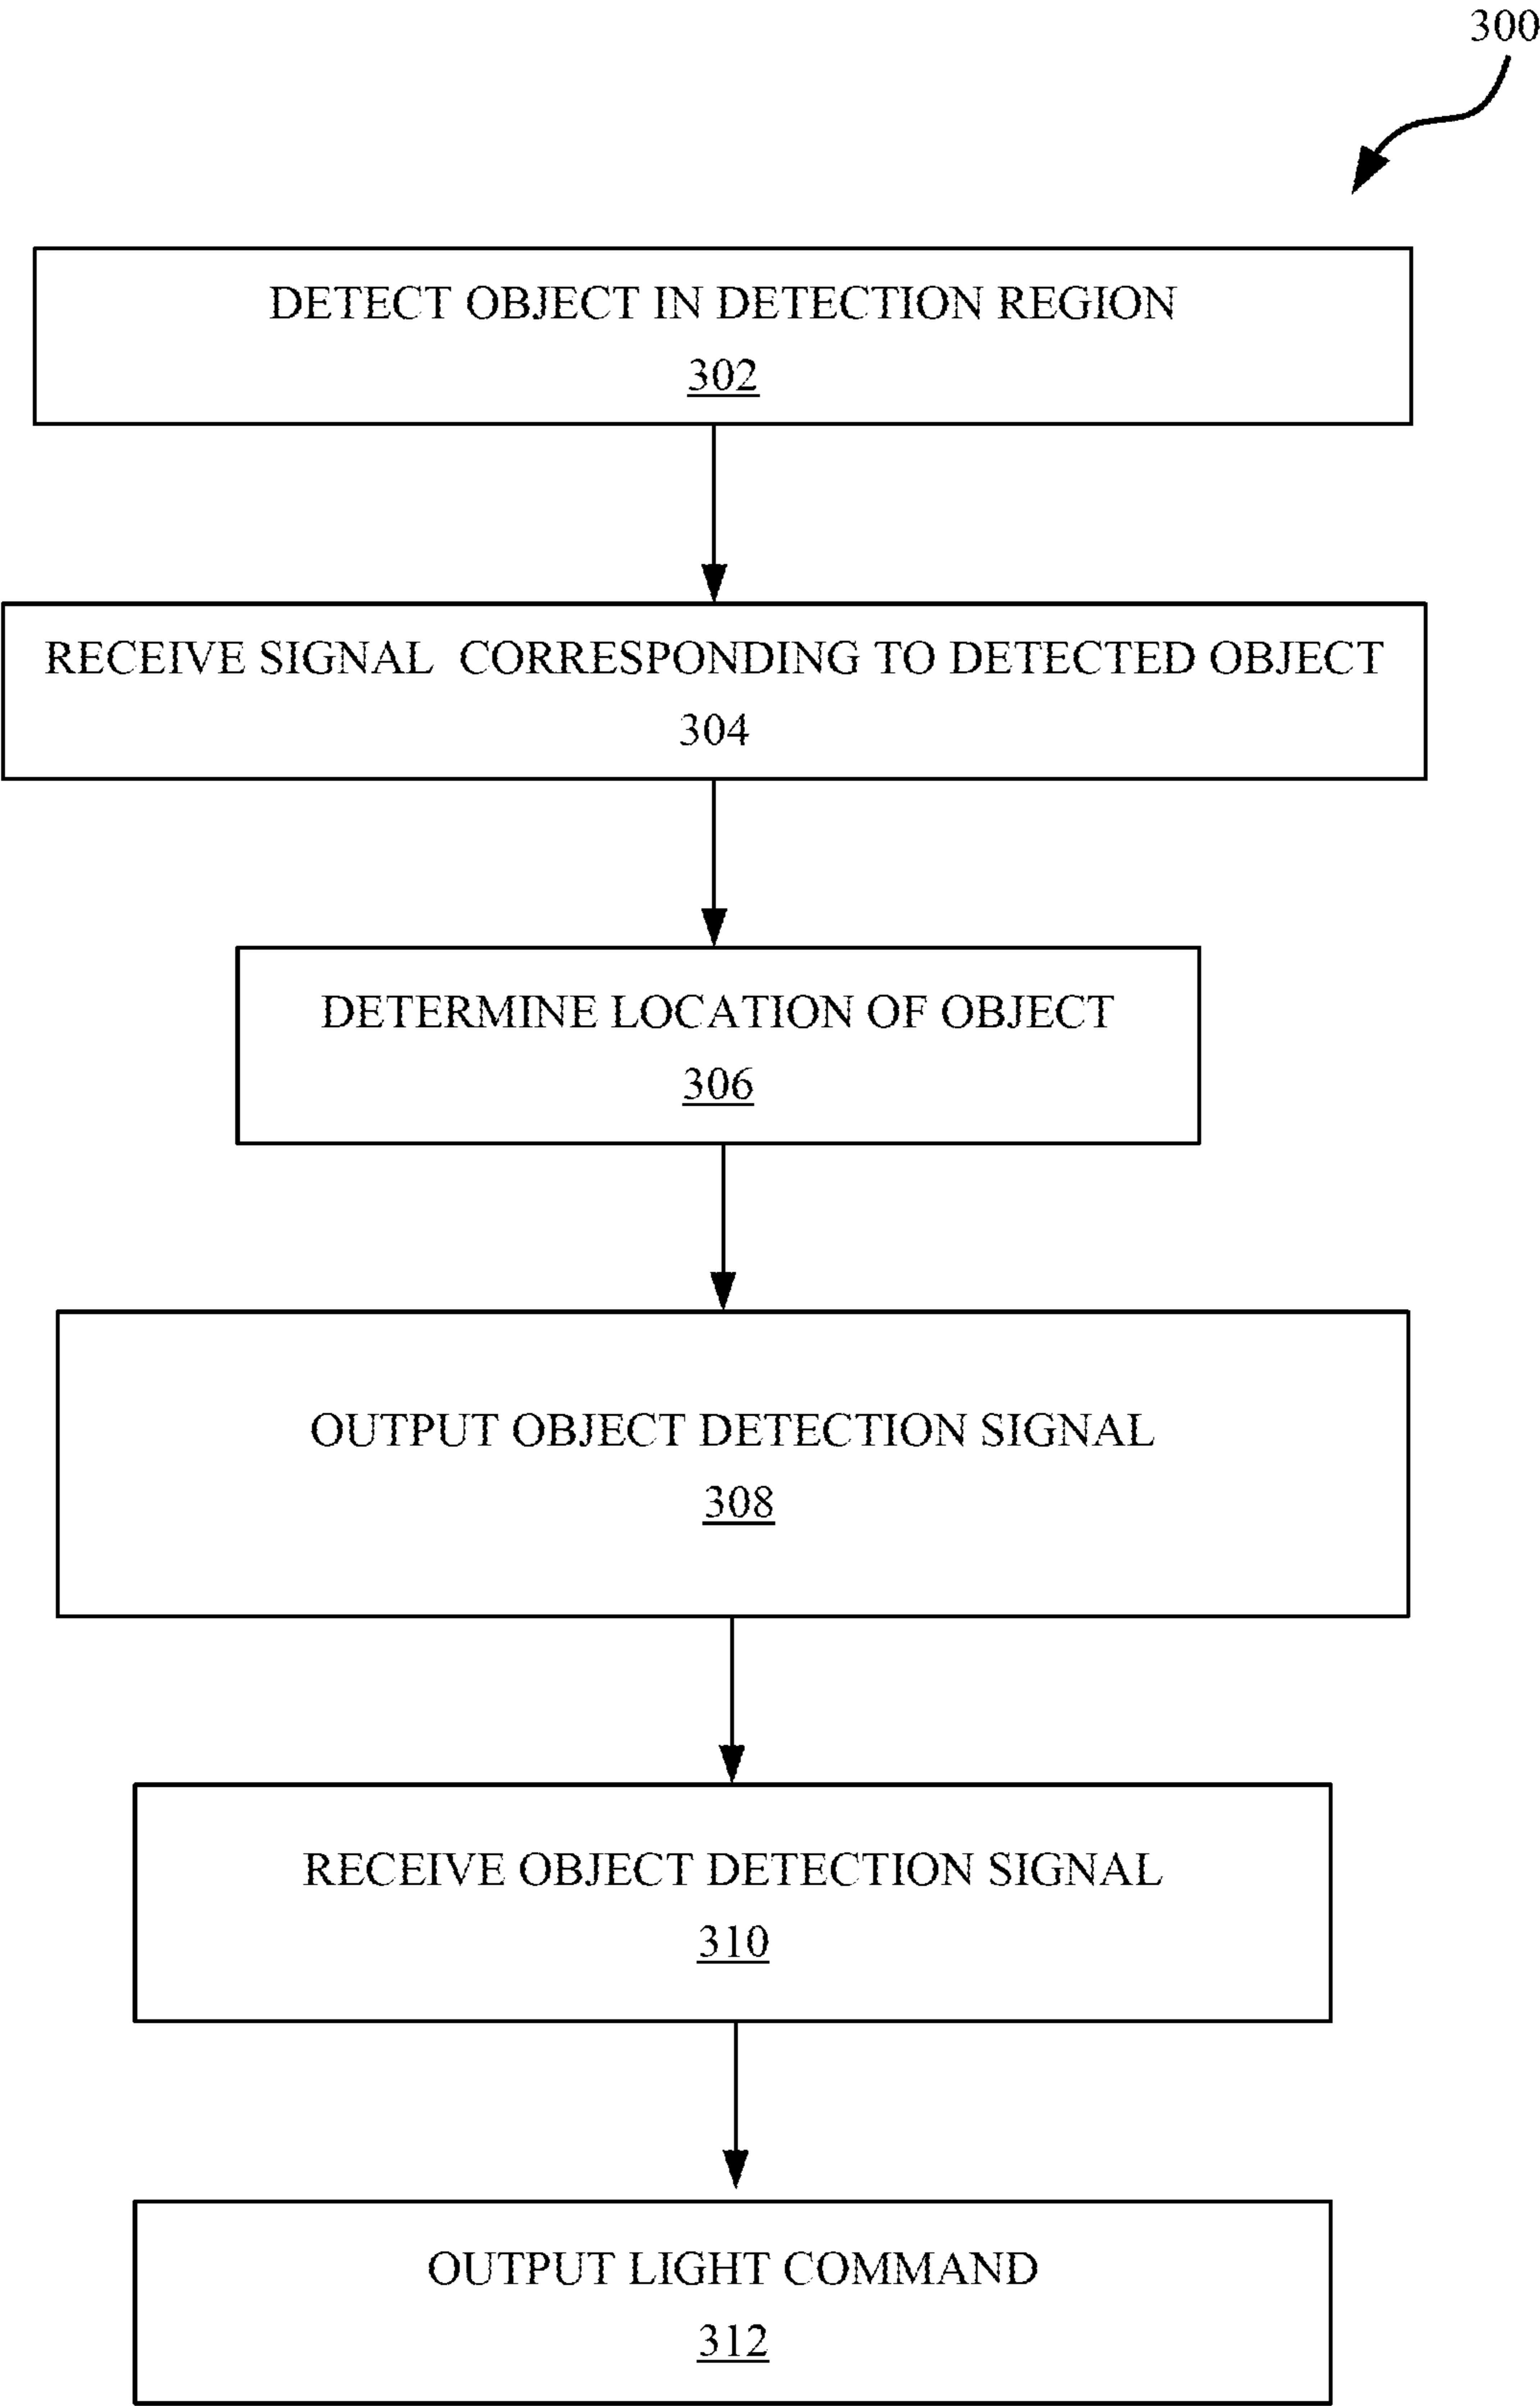 300
DETECT OBJECT IN DETECTION REGION
302
RECEIVE SIGNAL CORRESPONDING TO DETECTED OBJECT
304
DETERMINE LOCATION OF OBJECT
306
OUTPUT OBJECT DETECTION SIGNAL
308
RECEIVE OBJECT DETECTION SIGNAL
310
OUTPUT LIGHT COMMAND
312